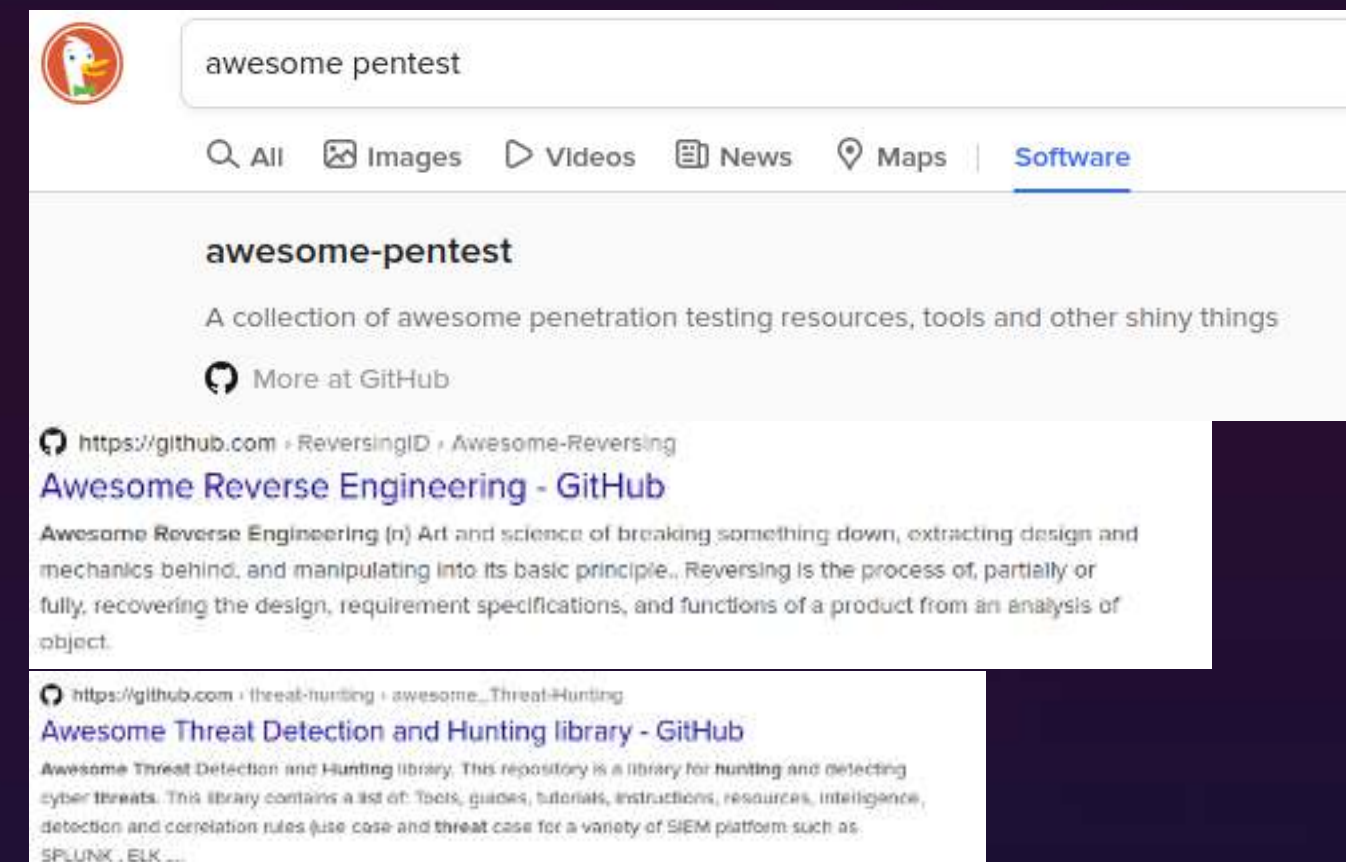 awesome pentest
All Images Videos News Maps Software
awesome-pentest
A collection of awesome penetration testing resources, tools and other shiny things
More at GitHub
https://github.com › ReversingID › Awesome-Reversing
Awesome Reverse Engineering - GitHub
Awesome Reverse Engineering (n) Art and science of breaking something down, extracting design and
mechanics behind, and manipulating into its basic principle.. Reversing is the process of, partially or
fully, recovering the design, requirement specifications, and functions of a product from an analysis of
object.
https://github.com › threat-hunting › awesome_Threat-Hunting
Awesome Threat Detection and Hunting library - GitHub
Awesome Threat Detection and Hunting library. This repository is a library for hunting and detecting
cyber threats. This library contains a list of: Tools, guides, tutorials, instructions, resources, intelligence,
detection and correlation rules (use case and threat case for a variety of SIEM platform such as
SPLUNK , ELK ...